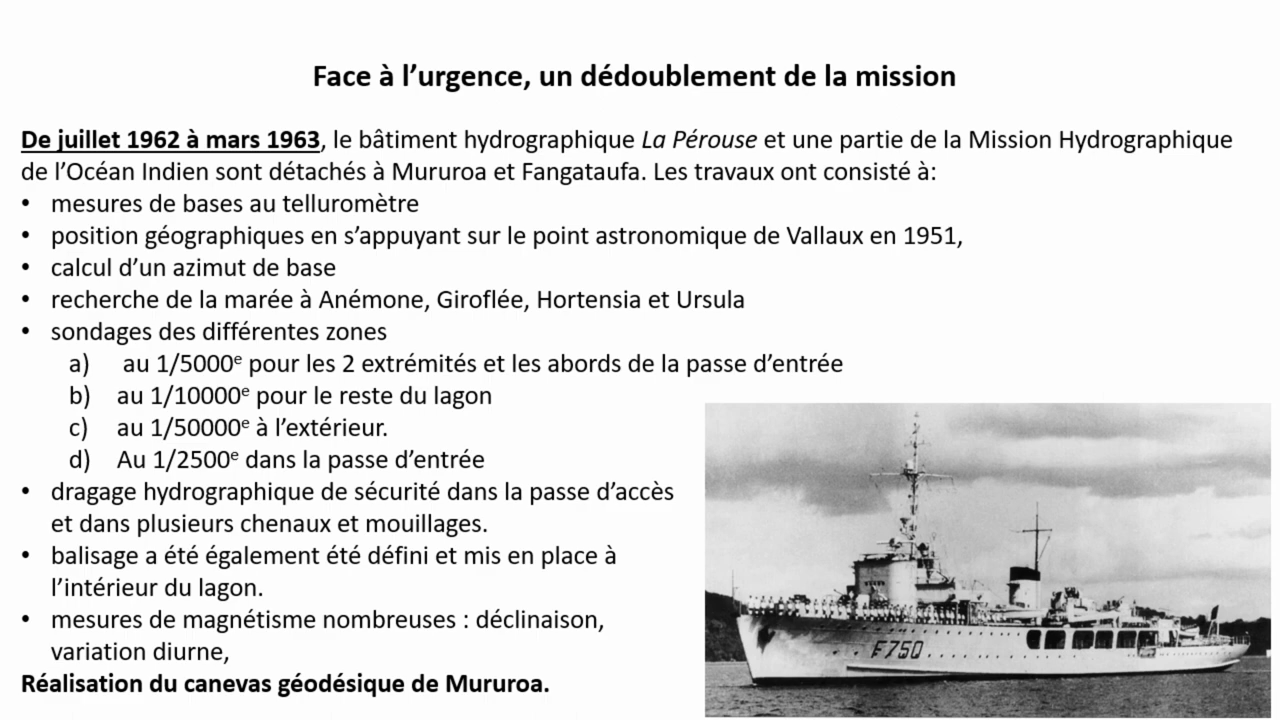 Face à l’urgence, un dédoublement de la mission
De juillet 1962 à mars 1963, le bâtiment hydrographique La Pérouse et une partie de la Mission Hydrographique
de l’Océan Indien sont détachés à Mururoa et Fangataufa. Les travaux ont consisté à:
• mesures de bases au telluromètre
• position géographiques en s’appuyant sur le point astronomique de Vallaux en 1951,
• calcul d’un azimut de base
• recherche de la marée à Anémone, Giroflée, Hortensia et Ursula
• sondages des différentes zones
a) au 1/5000ᵉ pour les 2 extrémités et les abords de la passe d’entrée
b) au 1/10000ᵉ pour le reste du lagon
c) au 1/50000ᵉ à l’extérieur.
d) Au 1/2500ᵉ dans la passe d’entrée
• dragage hydrographique de sécurité dans la passe d’accès
et dans plusieurs chenaux et mouillages.
• balisage a été également été défini et mis en place à
l’intérieur du lagon.
• mesures de magnétisme nombreuses : déclinaison,
variation diurne,
Réalisation du canevas géodésique de Mururoa.
F750